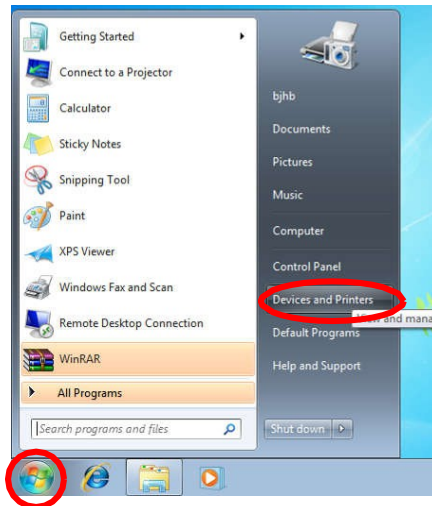 Getting Started
Connect to a Projector
Calculator
Sticky Notes
Snipping Tool
Paint
XPS Viewer
Windows Fax and Scan
Remote Desktop Connection
WinRAR
All Programs
Search programs and files
bjhb
Documents
Pictures
Music
Computer
Control Panel
Devices and Printers
and mana
Default Programs
Help and Support
Shut down